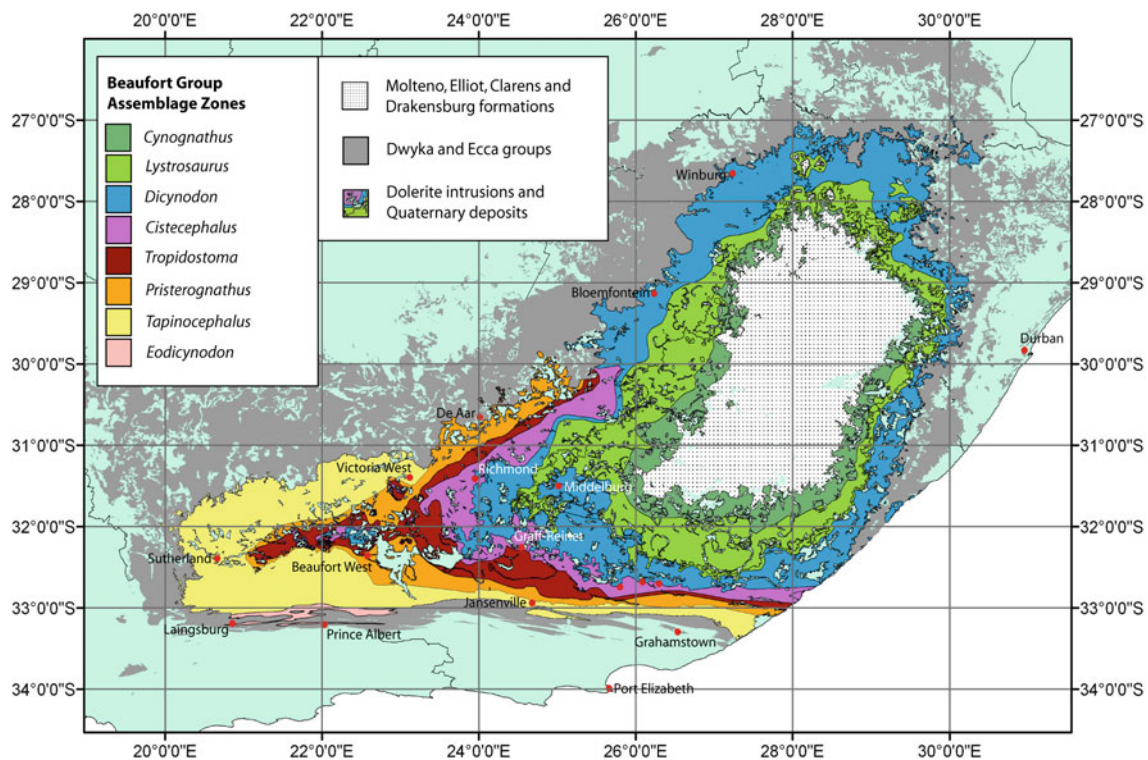 20°0'0"E 22°0'0"E 24°0'0"E 26°0'0"E 28°0'0"E 30°0'0"E
Beaufort Group
Assemblage Zones
Cynognathus
Lystrosaurus
Dicynodon
Cistecephalus
Tropidostoma
Pristerognathus
Tapinocephalus
Eodicynodon
Molteno, Elliot, Clarens and
Drakensburg formations
Dwyka and Ecca groups
Dolerite intrusions and
Quaternary deposits
27°0'0"S 27°0'0"S
28°0'0"S 28°0'0"S
29°0'0"S 29°0'0"S
30°0'0"S 30°0'0"S
31°0'0"S 31°0'0"S
32°0'0"S 32°0'0"S
33°0'0"S 33°0'0"S
34°0'0"S 34°0'0"S
Winburg
Bloemfontein
Durban
De Aar
Victoria West
Richmond
Middelburg
Graff-Reinet
Sutherland
Beaufort West
Jansenville
Laingsburg
Prince Albert
Grahamstown
Port Elizabeth
20°0'0"E 22°0'0"E 24°0'0"E 26°0'0"E 28°0'0"E 30°0'0"E